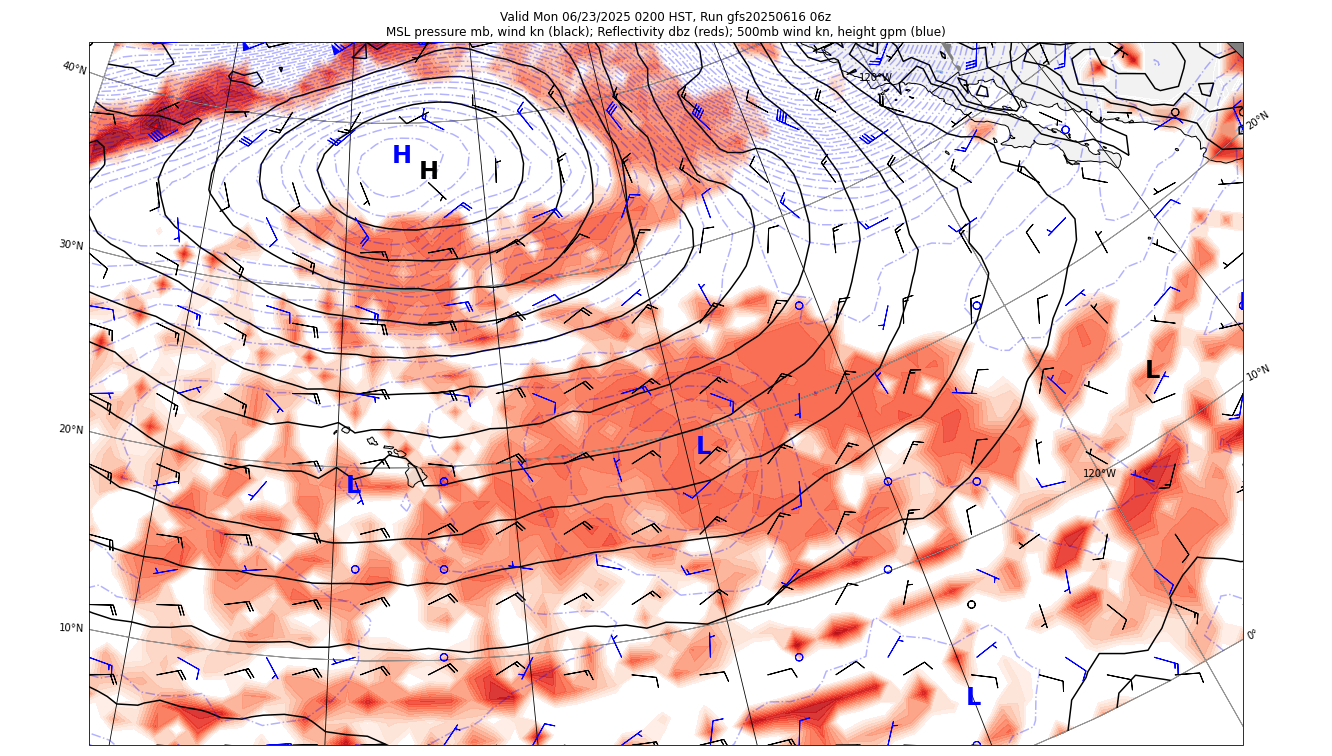 Valid Mon 06/23/2025 0200 HST, Run gfs20250616 06z
MSL pressure mb, wind kn (black); Reflectivity dbz (reds); 500mb wind kn, height gpm (blue)
40°N
120°W
20°N
H
H
30°N
10°N
L
20°N
L
120°W
L
10°N
0°
L